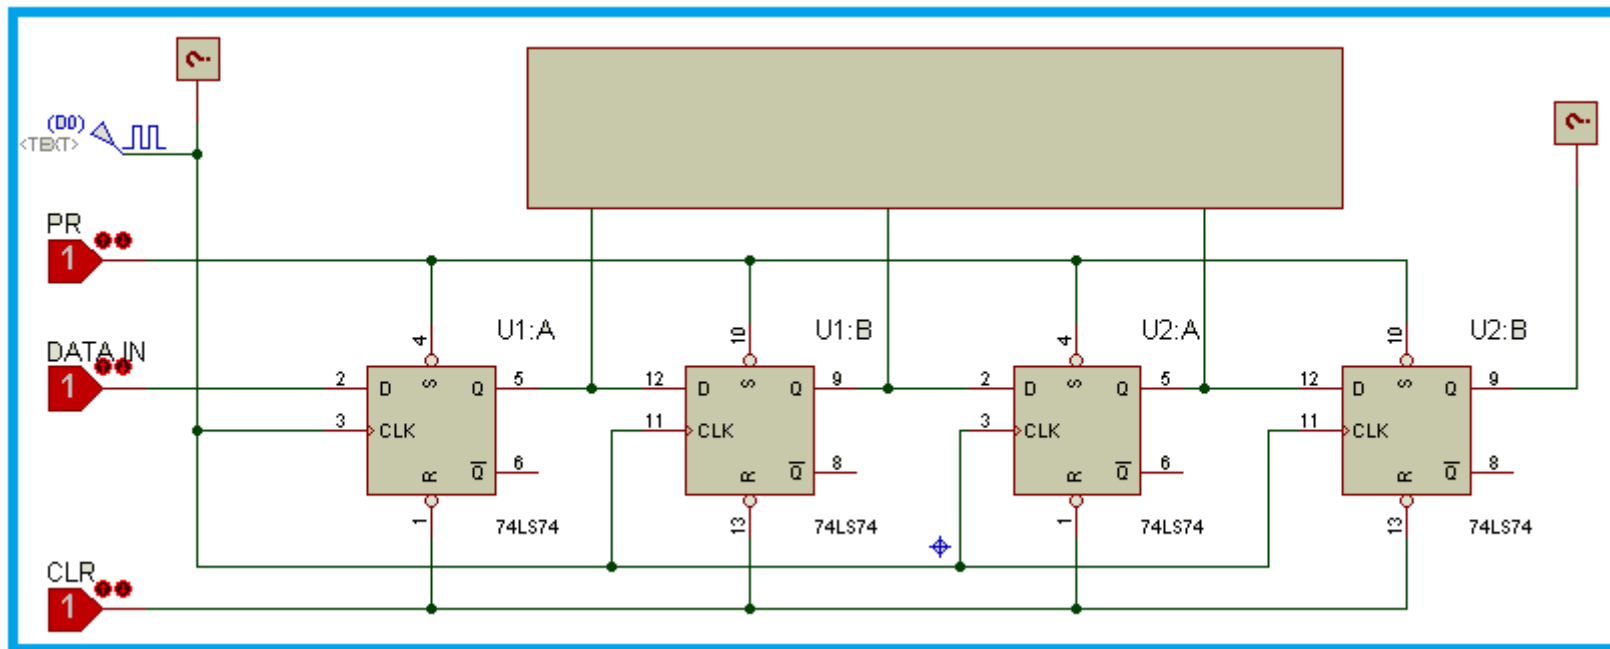 ?
(D0)
<TEXT>
?
PR
1
U1:A
U1:B
U2:A
U2:B
4
10
4
10
DATA IN
1
2 D S Q 5
12 D S Q 9
2 D S Q 5
12 D S Q 9
3 CLK
11 CLK
3 CLK
11 CLK
R Q 6
R Q 8
R Q 6
R Q 8
1
74LS74
13
74LS74
1
74LS74
13
74LS74
CLR
1